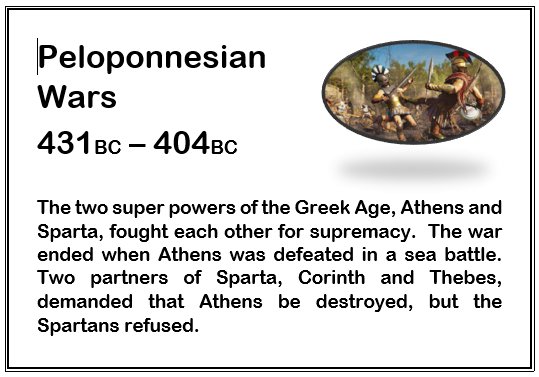 Peloponnesian
Wars
431BC – 404BC
The two super powers of the Greek Age, Athens and
Sparta, fought each other for supremacy.  The war
ended when Athens was defeated in a sea battle.
Two partners of Sparta, Corinth and Thebes,
demanded that Athens be destroyed, but the
Spartans refused.